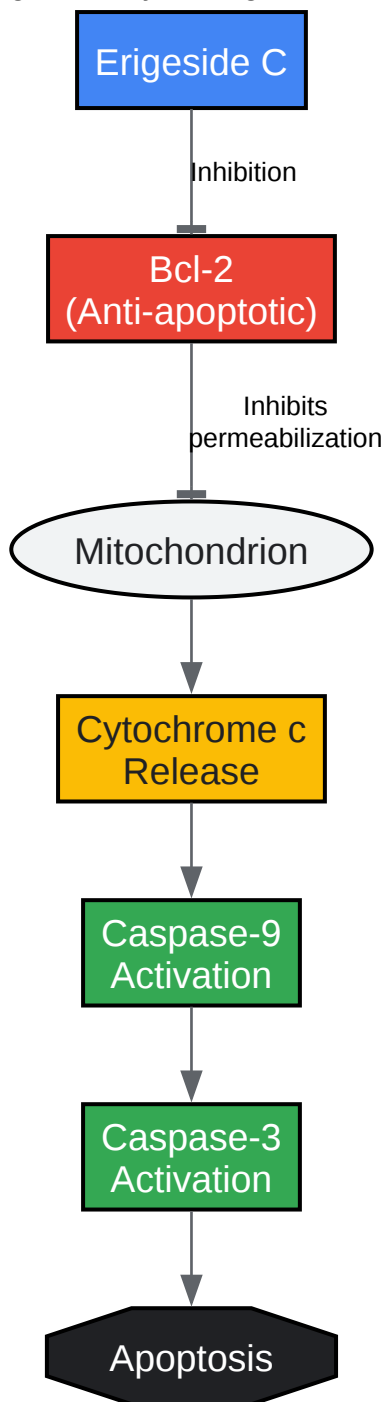 Erigeside C
Inhibition
Bcl-2
(Anti-apoptotic)
Inhibits
permeabilization
Mitochondrion
Cytochrome c
Release
Caspase-9
Activation
Caspase-3
Activation
Apoptosis